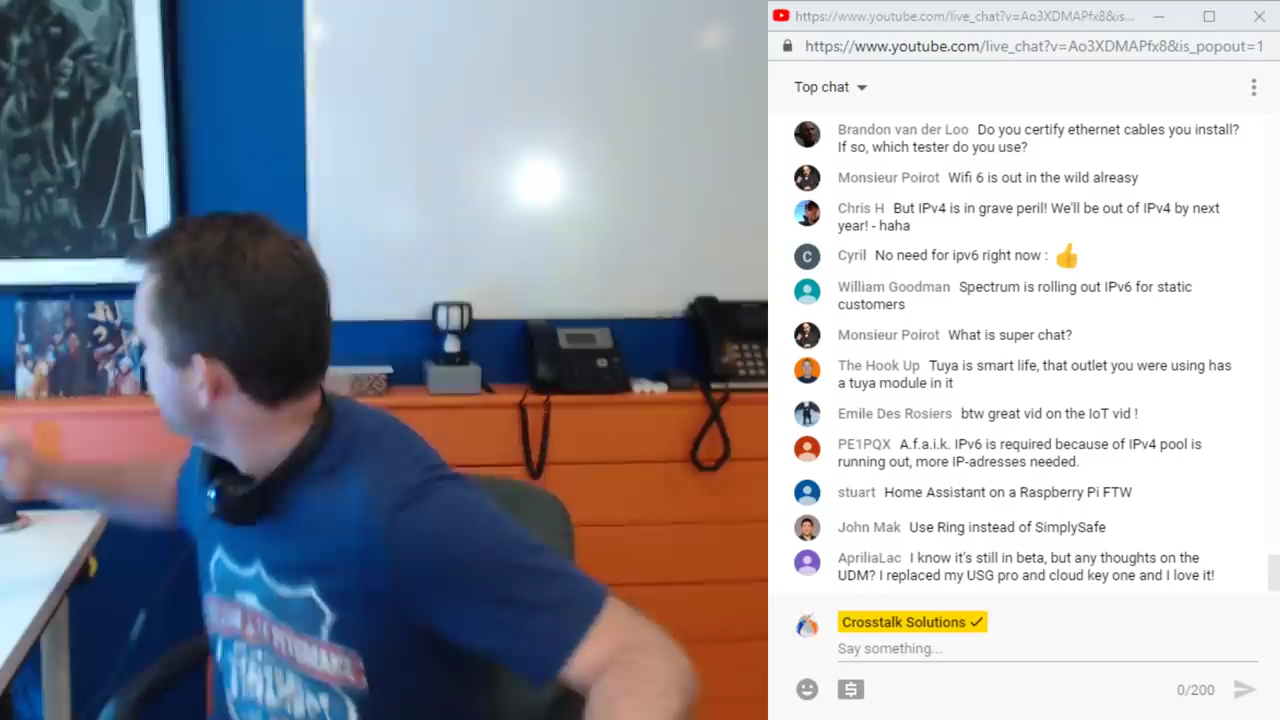 https://www.youtube.com/live_chat?v=Ao3XDMAPfx8&is...
https://www.youtube.com/live_chat?v=Ao3XDMAPfx8&is_popout=1
Top chat
Brandon van der Loo Do you certify ethernet cables you install?
If so, which tester do you use?
Monsieur Poirot Wifi 6 is out in the wild alreasy
Chris H But IPv4 is in grave peril! We'll be out of IPv4 by next
year! - haha
C Cyril No need for ipv6 right now : 👍
William Goodman Spectrum is rolling out IPv6 for static
customers
Monsieur Poirot What is super chat?
The Hook Up Tuya is smart life, that outlet you were using has
a tuya module in it
Emile Des Rosiers btw great vid on the IoT vid !
PE1PQX A.f.a.i.k. IPv6 is required because of IPv4 pool is
running out, more IP-adresses needed.
stuart Home Assistant on a Raspberry Pi FTW
John Mak Use Ring instead of SimplySafe
ApriliaLac I know it's still in beta, but any thoughts on the
UDM? I replaced my USG pro and cloud key one and I love it!
Crosstalk Solutions
Say something...
0/200